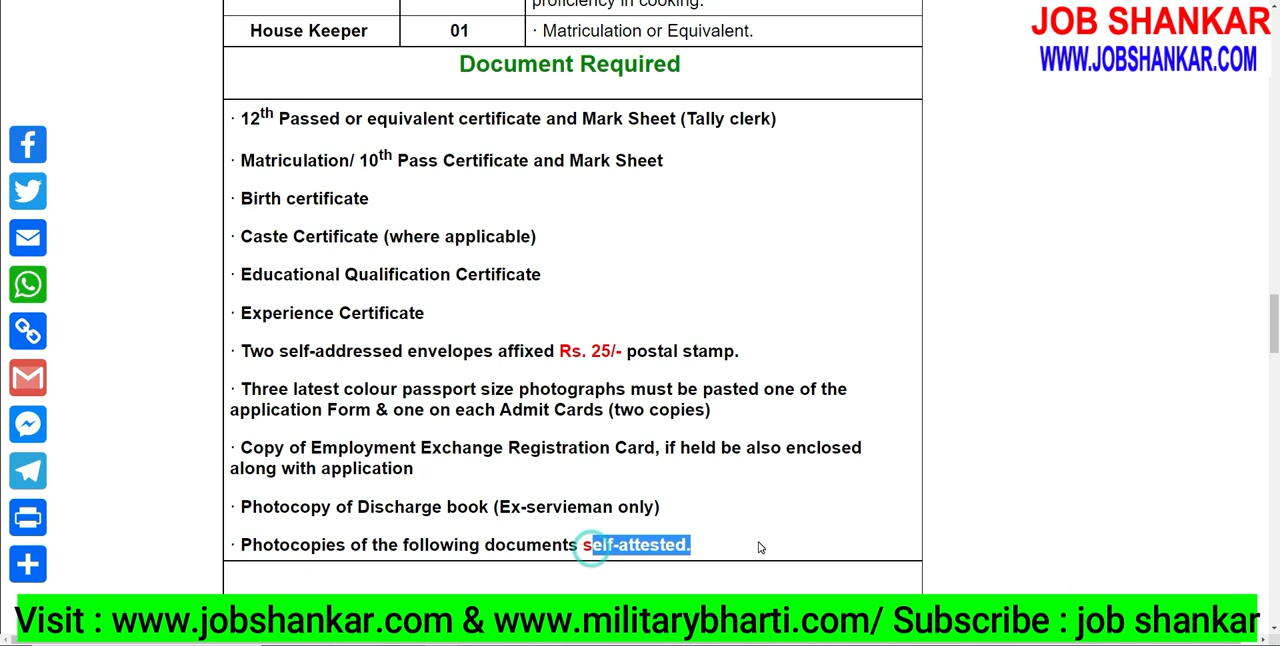 proficiency in cooking.
JOB SHANKAR
WWW.JOBSHANKAR.COM
House Keeper 01 · Matriculation or Equivalent.
Document Required
· 12th Passed or equivalent certificate and Mark Sheet (Tally clerk)
· Matriculation/ 10th Pass Certificate and Mark Sheet
· Birth certificate
· Caste Certificate (where applicable)
· Educational Qualification Certificate
· Experience Certificate
· Two self-addressed envelopes affixed Rs. 25/- postal stamp.
· Three latest colour passport size photographs must be pasted one of the
application Form & one on each Admit Cards (two copies)
· Copy of Employment Exchange Registration Card, if held be also enclosed
along with application
· Photocopy of Discharge book (Ex-servieman only)
· Photocopies of the following documents self-attested.
Visit : www.jobshankar.com & www.militarybharti.com/ Subscribe : job shankar